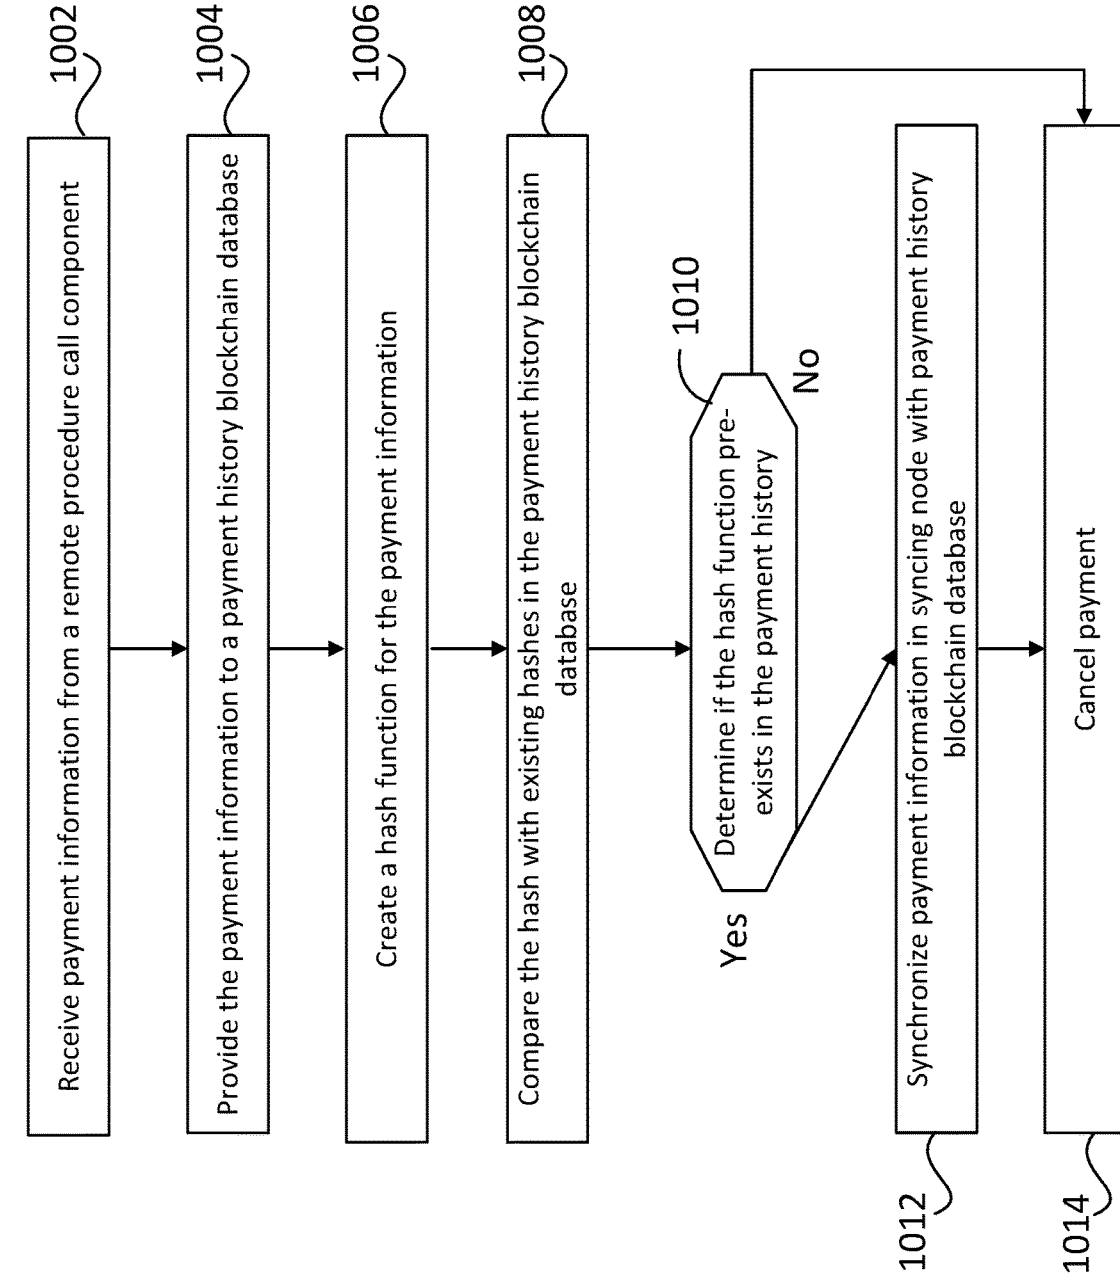 1002
Receive payment information from a remote procedure call component
1004
Provide the payment information to a payment history blockchain database
1006
Create a hash function for the payment information
1008
Compare the hash with existing hashes in the payment history blockchain
database
1010
Determine if the hash function pre-
exists in the payment history
Yes
No
1012
Synchronize payment information in syncing node with payment history
blockchain database
1014
Cancel payment